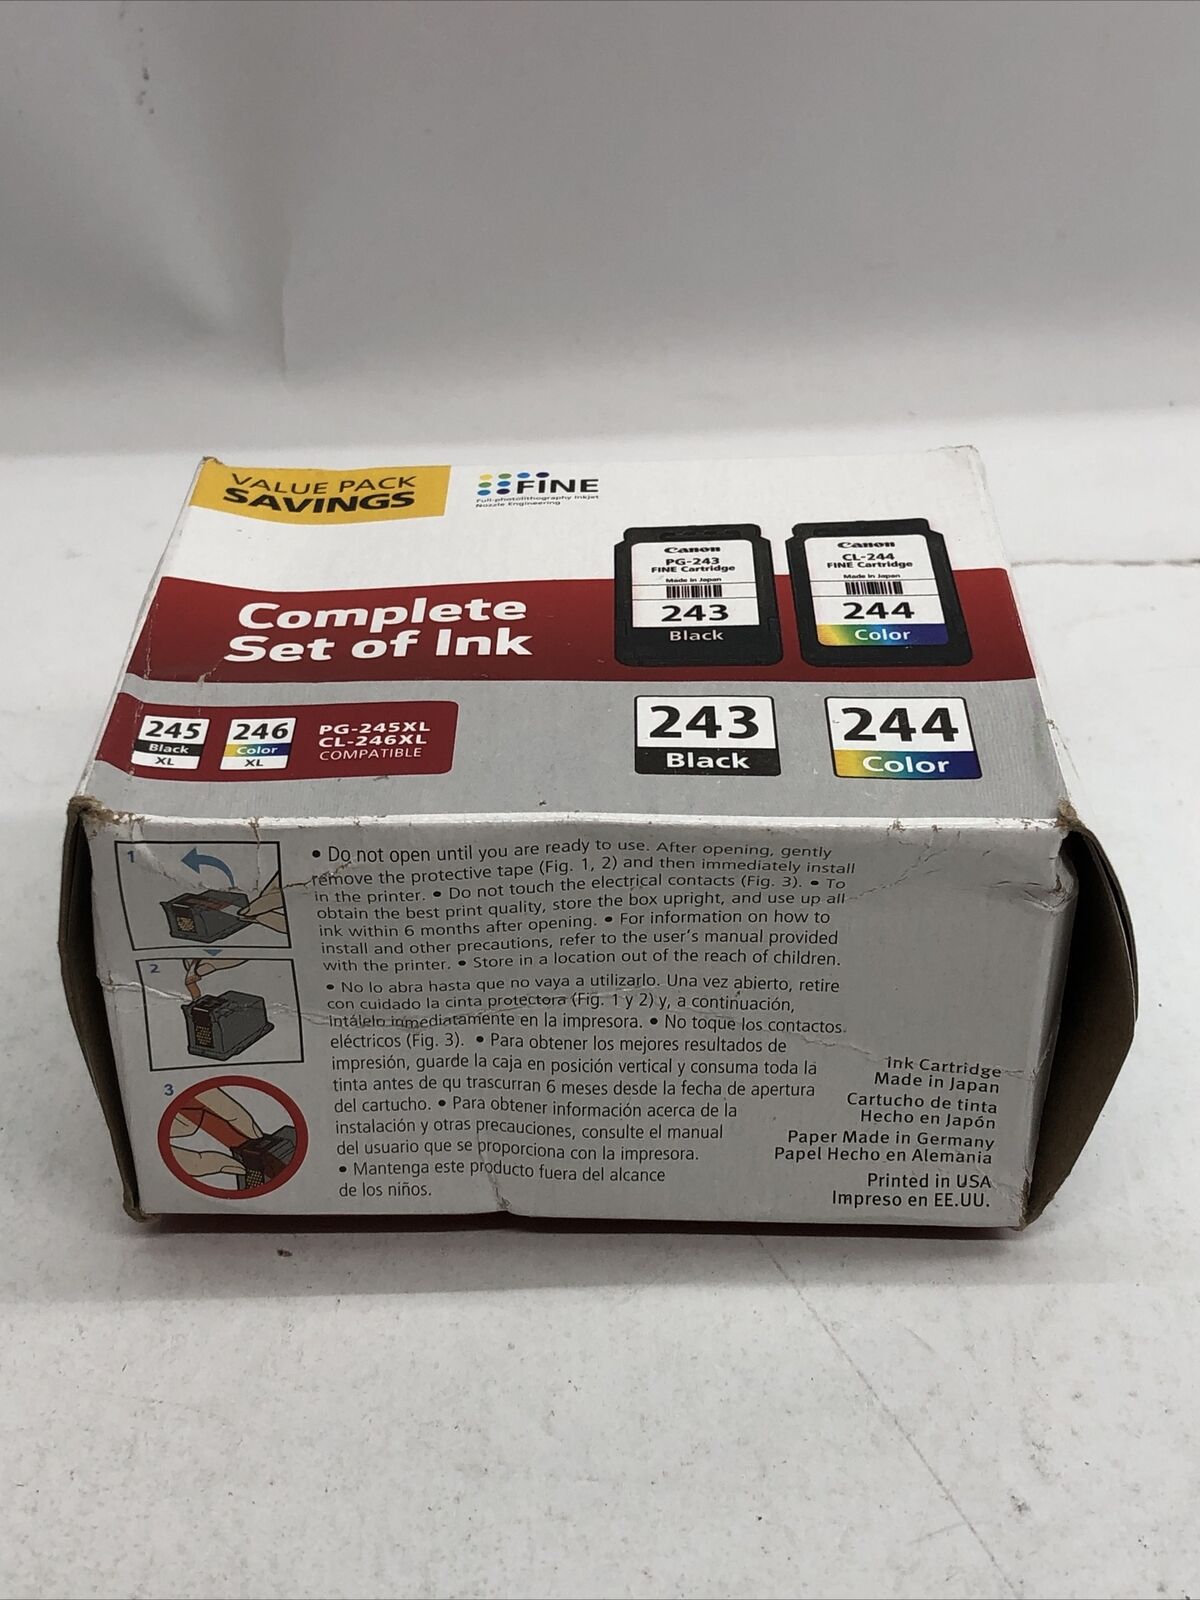 VALUE PACK
SAVINGS
FINE
Full-photolithography Inkjet
Nozzle Engineering
Canon
PG-243
FINE Cartridge
Made in Japan
243
Black
Canon
CL-244
FINE Cartridge
Made in Japan
244
Color
Complete
Set of Ink
245
Black
XL
246
Color
XL
PG-245XL
CL-246XL
COMPATIBLE
243
Black
244
Color
1
2
3
• Do not open until you are ready to use. After opening, gently
remove the protective tape (Fig. 1, 2) and then immediately install
in the printer. • Do not touch the electrical contacts (Fig. 3). • To
obtain the best print quality, store the box upright, and use up all
ink within 6 months after opening. • For information on how to
install and other precautions, refer to the user's manual provided
with the printer. • Store in a location out of the reach of children.
• No lo abra hasta que no vaya a utilizarlo. Una vez abierto, retire
con cuidado la cinta protectora (Fig. 1 y 2) y, a continuación,
intálelo inmediatamente en la impresora. • No toque los contactos
eléctricos (Fig. 3). • Para obtener los mejores resultados de
impresión, guarde la caja en posición vertical y consuma toda la
tinta antes de qu trascurran 6 meses desde la fecha de apertura
del cartucho. • Para obtener información acerca de la
instalación y otras precauciones, consulte el manual
del usuario que se proporciona con la impresora.
• Mantenga este producto fuera del alcance
de los niños.
Ink Cartridge
Made in Japan
Cartucho de tinta
Hecho en Japón
Paper Made in Germany
Papel Hecho en Alemania
Printed in USA
Impreso en EE.UU.